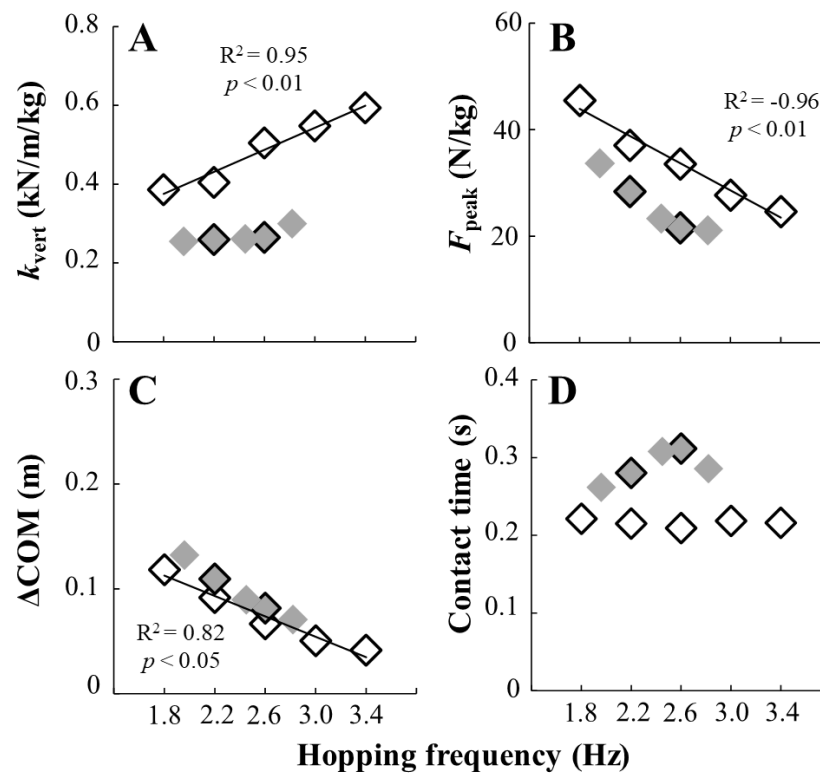 A
R² = 0.95
p < 0.01
k_vert (kN/m/kg)
0.8
0.6
0.4
0.2
0
B
R² = -0.96
p < 0.01
F_peak (N/kg)
60
40
20
0
C
R² = 0.82
p < 0.05
ΔCOM (m)
0.3
0.2
0.1
0
1.8 2.2 2.6 3.0 3.4
D
Contact time (s)
0.4
0.3
0.2
0.1
0
1.8 2.2 2.6 3.0 3.4
Hopping frequency (Hz)